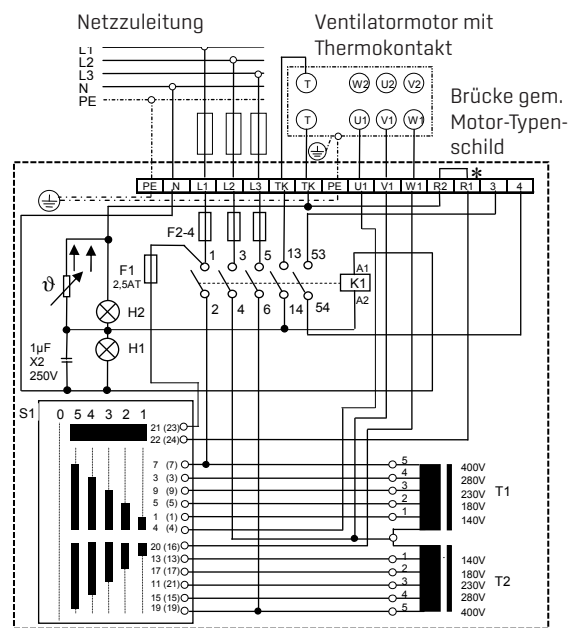 Netzzuleitung
Ventilatormotor mit
Thermokontakt
L1
L2
L3
N
PE
T W2 U2 V2
T U1 V1 W1
Brücke gem.
Motor-Typen-
schild
*
PE N L1 L2 L3 TK TK PE U1 V1 W1 R2 R1 3 4
F2-4
F1
2,5AT
1 3 5 13 53
2 4 6 14 54
A1
K1
A2
ϑ
H2
H1
1µF
X2
250V
S1 0 5 4 3 2 1
21 (23)
22 (24)
7 (7)
3 (3)
9 (9)
5 (5)
1 (1)
4 (4)
20 (16)
13 (13)
17 (17)
11 (21)
15 (15)
19 (19)
5 400V
4 280V
3 230V
2 180V
1 140V
T1
1 140V
2 180V
3 230V
4 280V
5 400V
T2